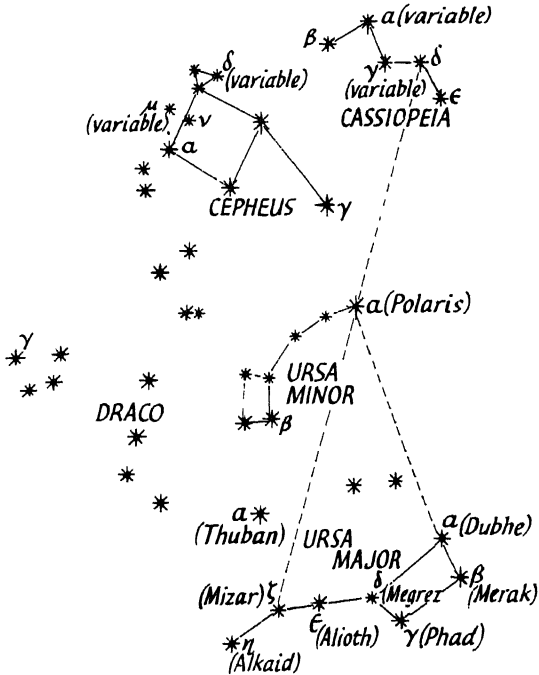 α (variable)
β
γ
δ
(variable)
ε
CASSIOPEIA
δ
(variable)
μ
(variable)
ν
α
CEPHEUS
γ
α (Polaris)
URSA
MINOR
β
γ
DRACO
α
(Thuban)
URSA
MAJOR
α (Dubhe)
β
(Merak)
δ
(Megrez
γ (Phad)
ϵ
(Alioth)
(Mizar) ζ
η
(Alkaid)